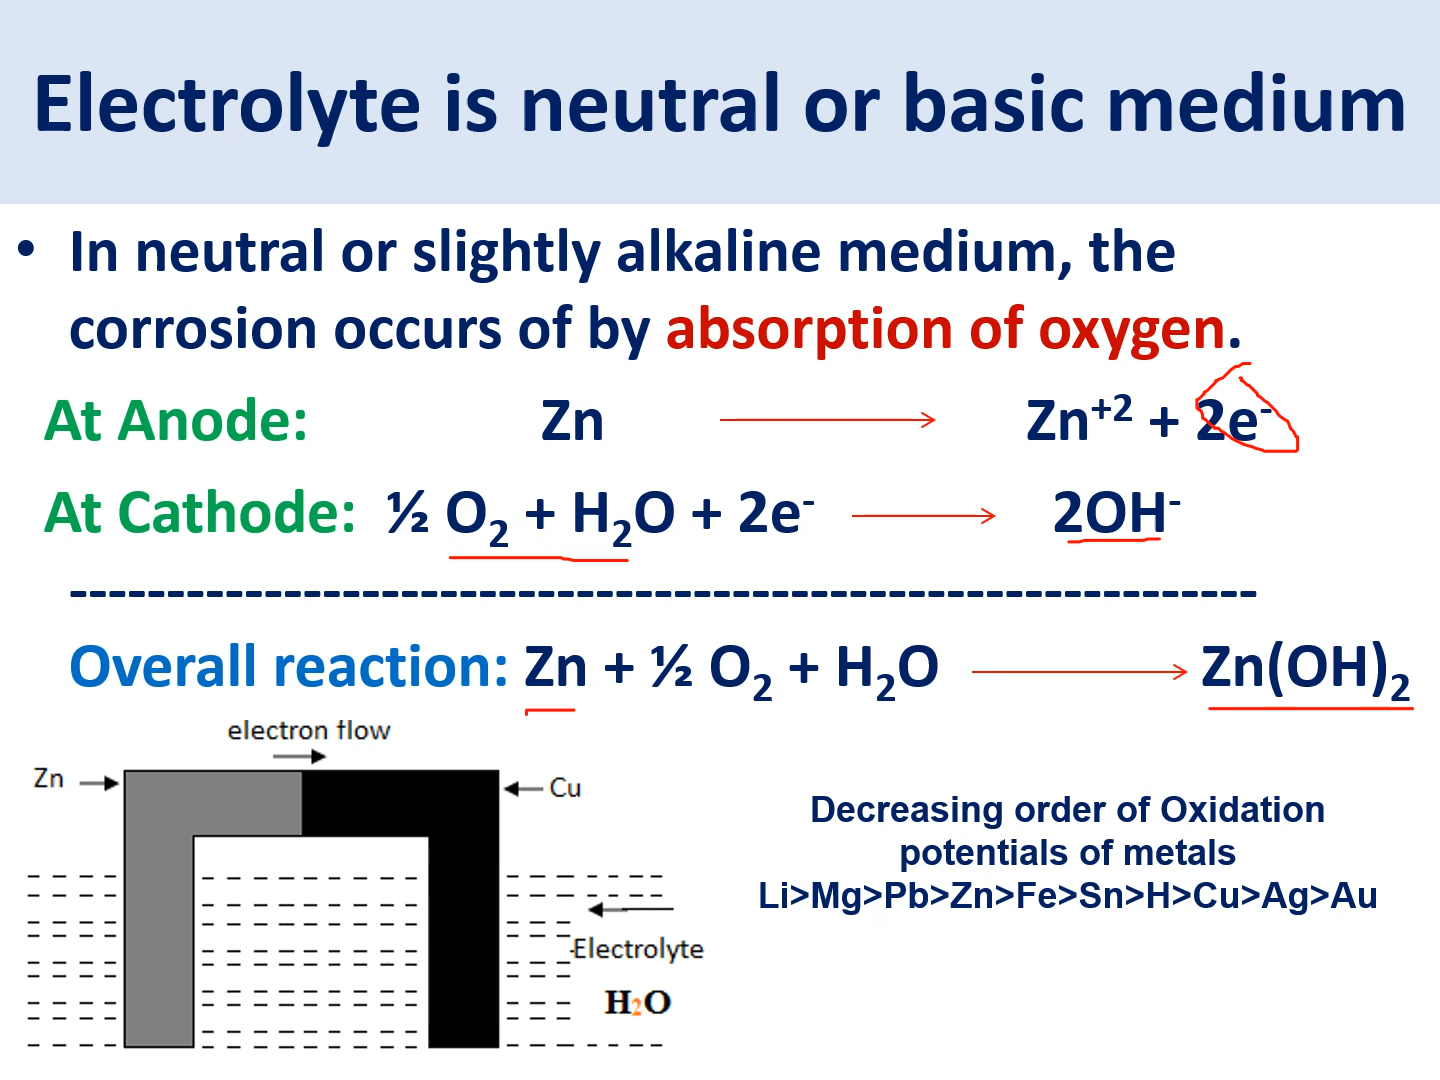 Electrolyte is neutral or basic medium
• In neutral or slightly alkaline medium, the
corrosion occurs of by absorption of oxygen.
At Anode: Zn ⟶ Zn⁺² + 2e⁻
At Cathode: ½ O₂ + H₂O + 2e⁻ ⟶ 2OH⁻
-------------------------------------------------------------
Overall reaction: Zn + ½ O₂ + H₂O ⟶ Zn(OH)₂
electron flow
Zn
Cu
Electrolyte
H₂O
Decreasing order of Oxidation
potentials of metals
Li>Mg>Pb>Zn>Fe>Sn>H>Cu>Ag>Au